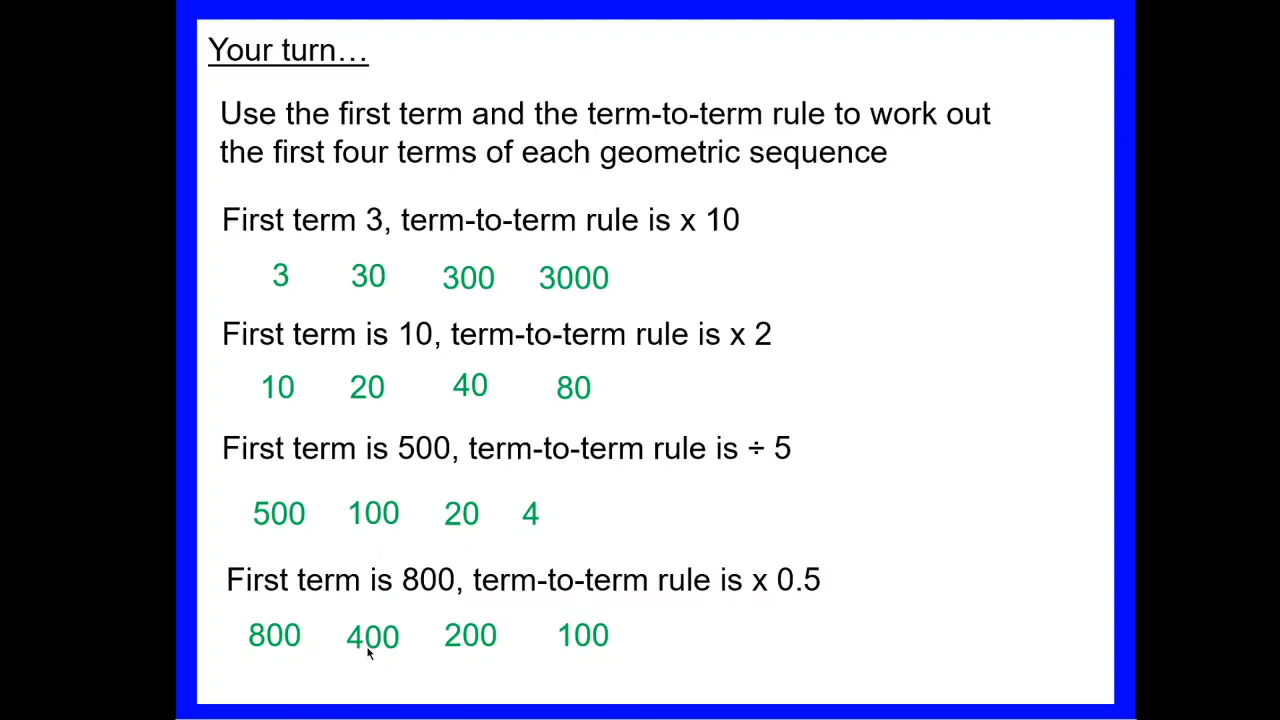 Your turn…
Use the first term and the term-to-term rule to work out
the first four terms of each geometric sequence
First term 3, term-to-term rule is x 10
3 30 300 3000
First term is 10, term-to-term rule is x 2
10 20 40 80
First term is 500, term-to-term rule is ÷ 5
500 100 20 4
First term is 800, term-to-term rule is x 0.5
800 400 200 100